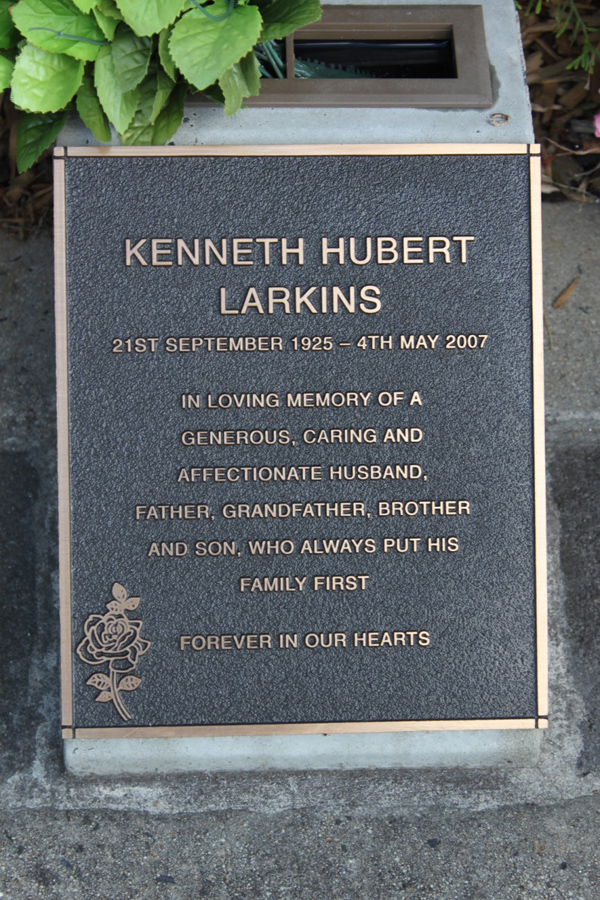 KENNETH HUBERT
LARKINS
21ST SEPTEMBER 1925 – 4TH MAY 2007
IN LOVING MEMORY OF A
GENEROUS, CARING AND
AFFECTIONATE HUSBAND,
FATHER, GRANDFATHER, BROTHER
AND SON, WHO ALWAYS PUT HIS
FAMILY FIRST
FOREVER IN OUR HEARTS